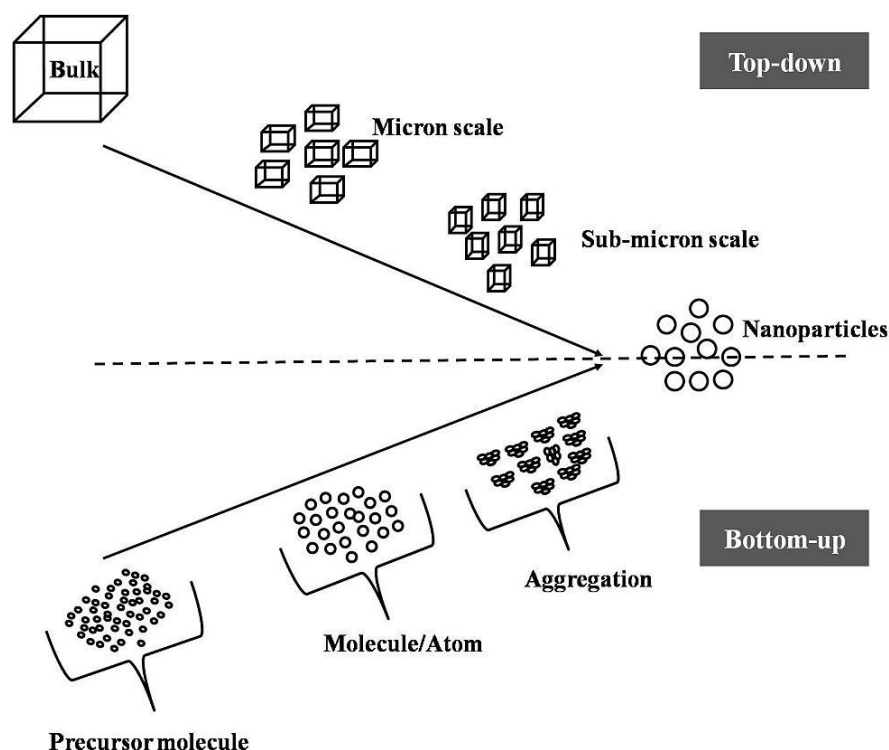 Bulk
Top-down
Micron scale
Sub-micron scale
Nanoparticles
Aggregation
Bottom-up
Molecule/Atom
Precursor molecule